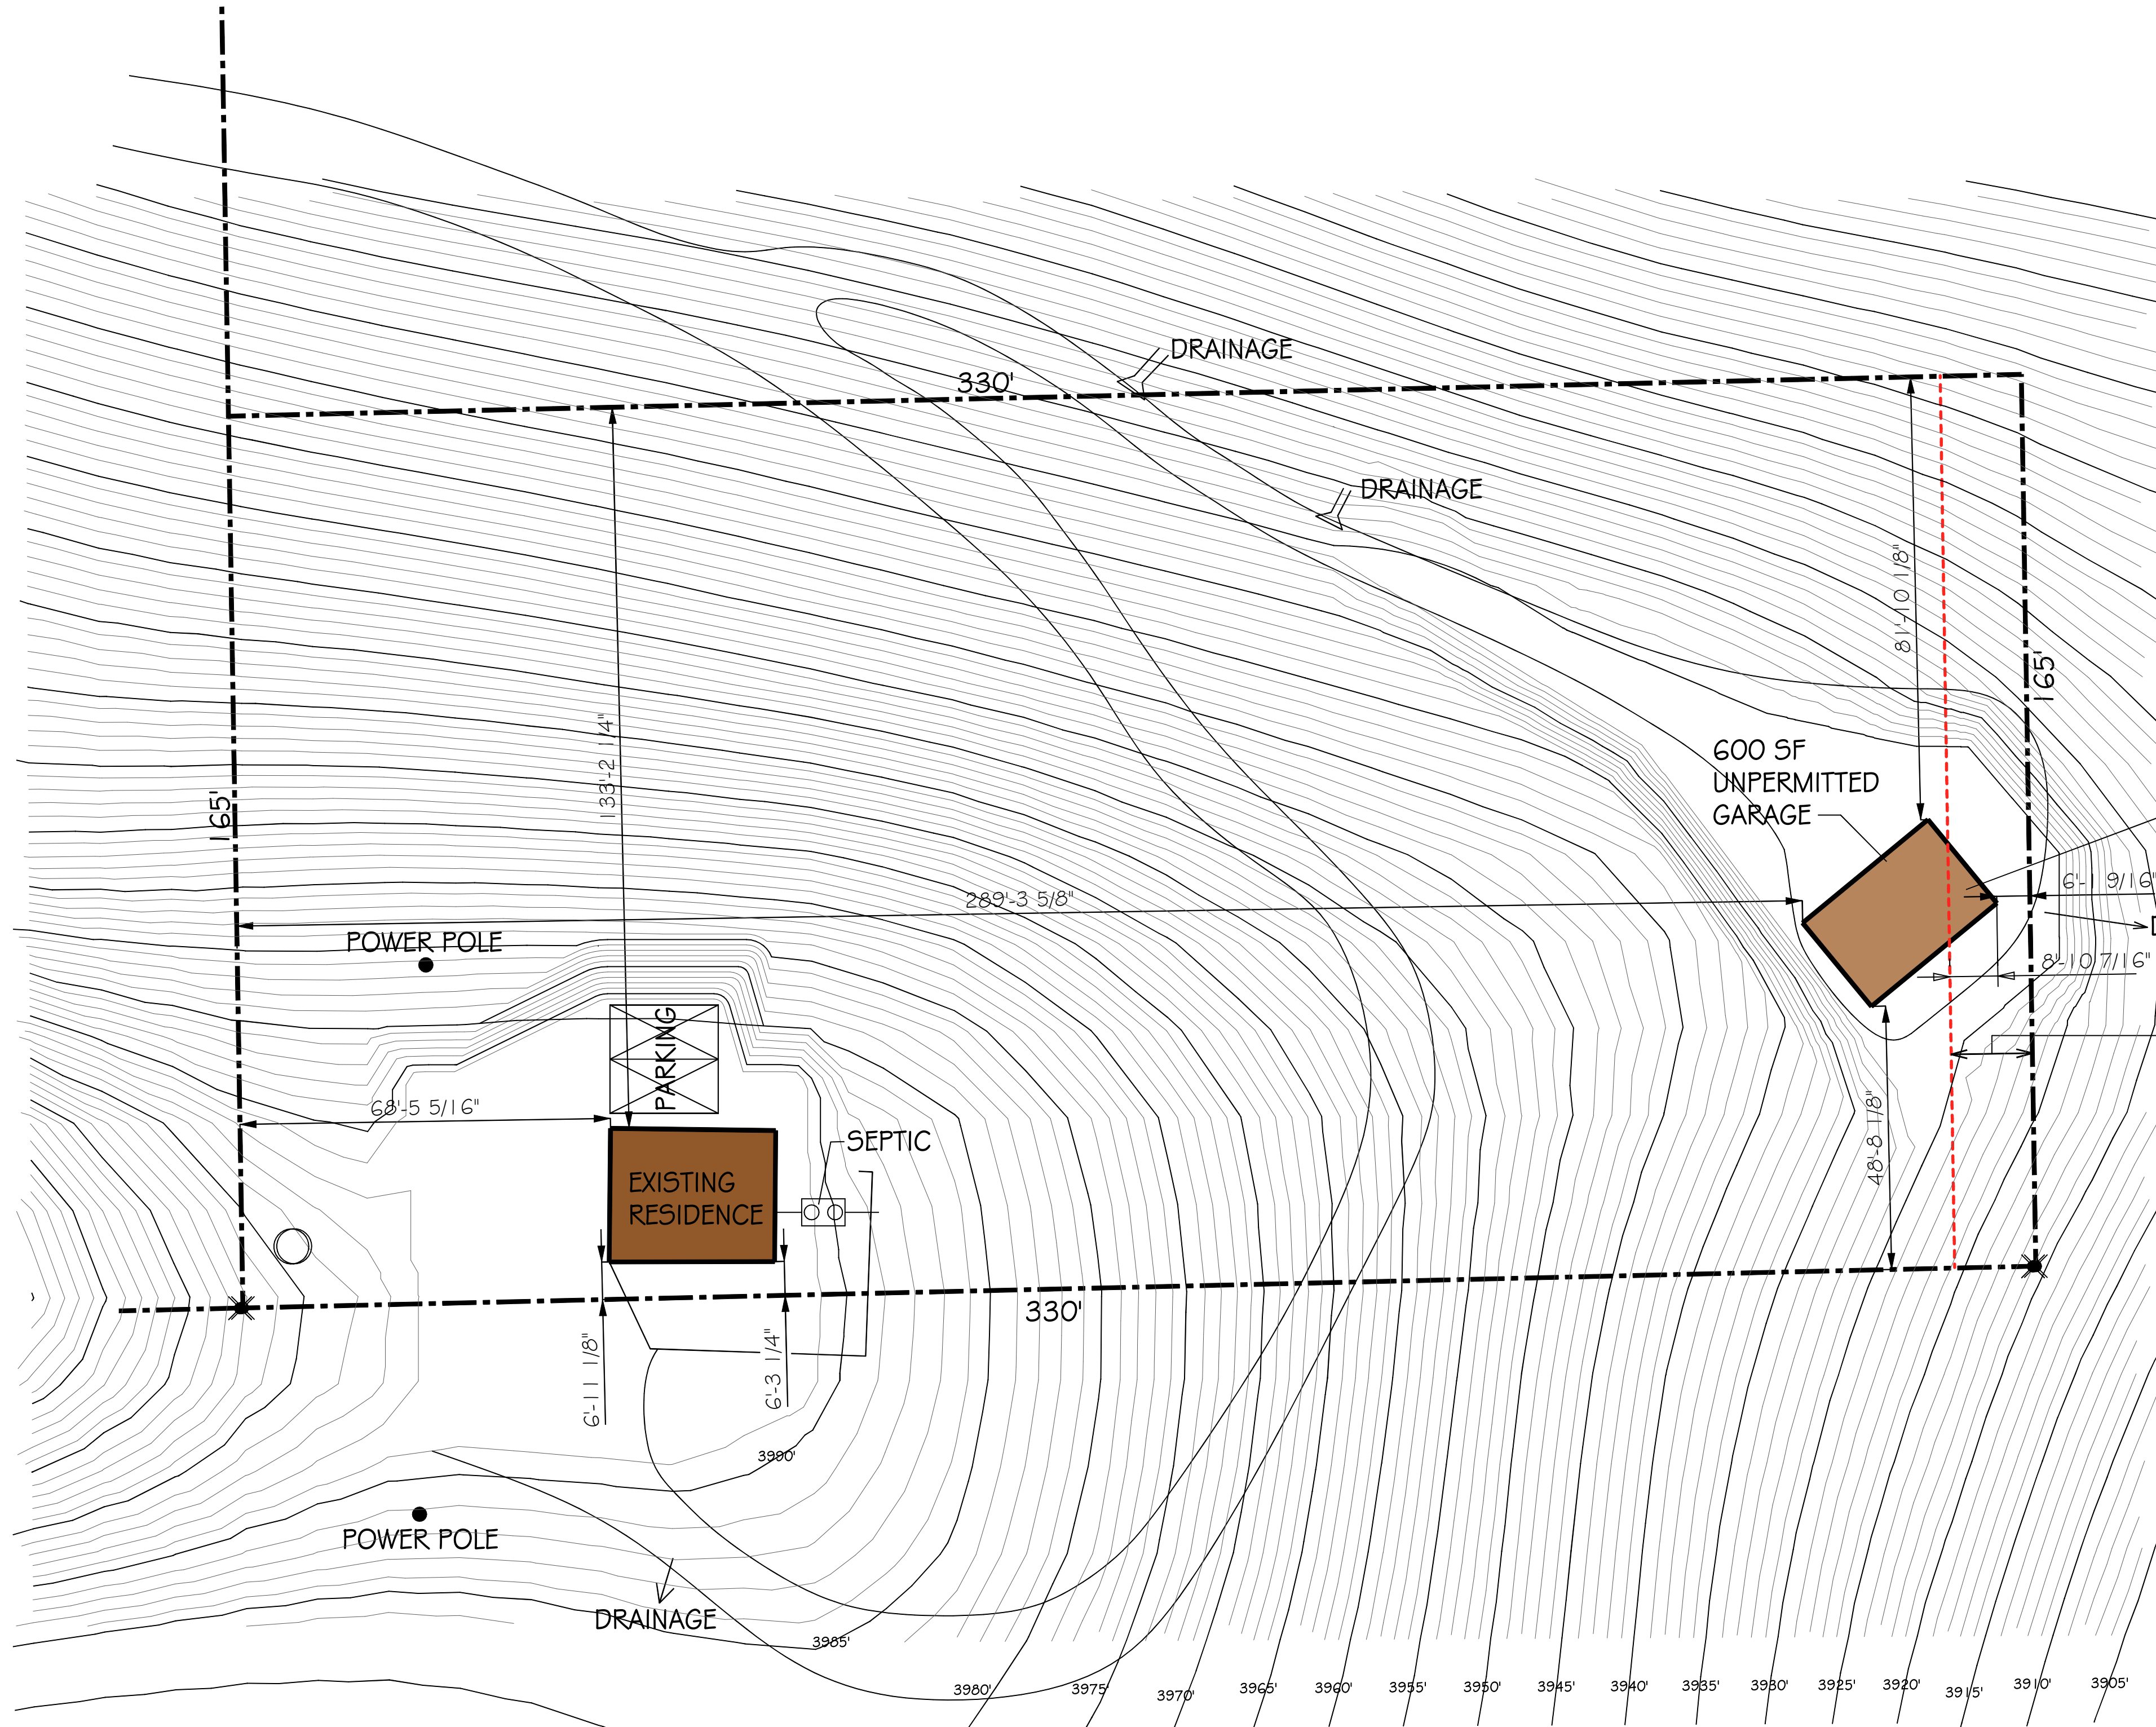 DRAINAGE
330'
DRAINAGE
81'-10 1/8"
165'
133'-2 1/4"
600 SF
UNPERMITTED
GARAGE
165'
6'-1 9/16"
289'-3 5/8"
POWER POLE
8'-10 7/16"
PARKING
68'-5 5/16"
48'-8 1/8"
SEPTIC
EXISTING
RESIDENCE
330'
6'-11 1/8"
6'-3 1/4"
3990'
POWER POLE
DRAINAGE
3985'
3980'
3975'
3970'
3965'
3960'
3955'
3950'
3945'
3940'
3935'
3930'
3925'
3920'
3915'
3910'
3905'